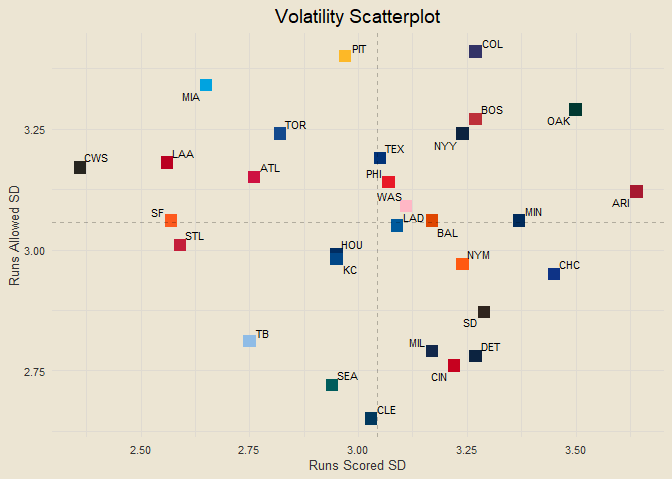 Volatility Scatterplot
COL
PIT
MIA
BOS
OAK
TOR
3.25
NYY
TEX
CWS
LAA
ATL
PHI
WAS
ARI
SF
LAD
MIN
BAL
STL
HOU
3.00
KC
NYM
CHC
SD
TB
MIL
DET
2.75
SEA
CIN
CLE
Runs Allowed SD
2.50
2.75
3.00
3.25
3.50
Runs Scored SD